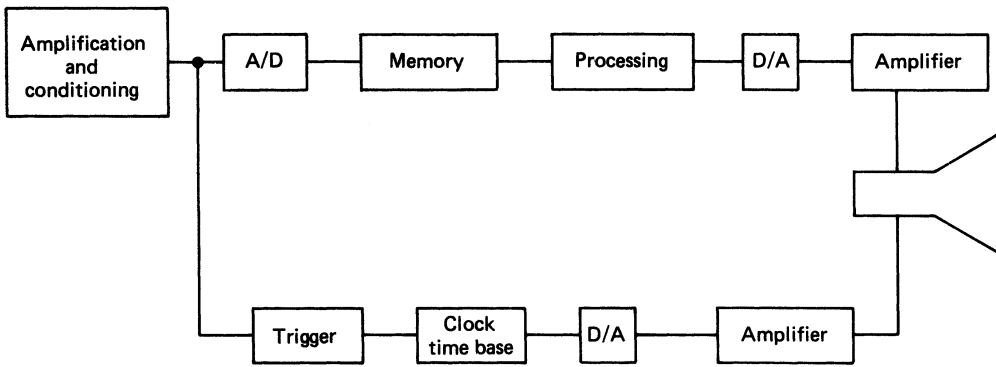 Amplification
and
conditioning
A/D
Memory
Processing
D/A
Amplifier
Trigger
Clock
time base
D/A
Amplifier